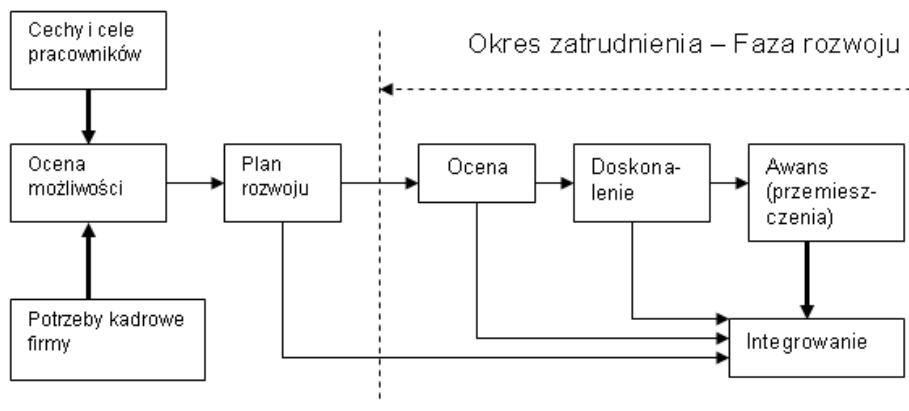 Cechy i cele
pracowników
Okres zatrudnienia – Faza rozwoju
Ocena
możliwości
Plan
rozwoju
Ocena
Doskona-
lenie
Awans
(przemiesz-
czenia)
Potrzeby kadrowe
firmy
Integrowanie